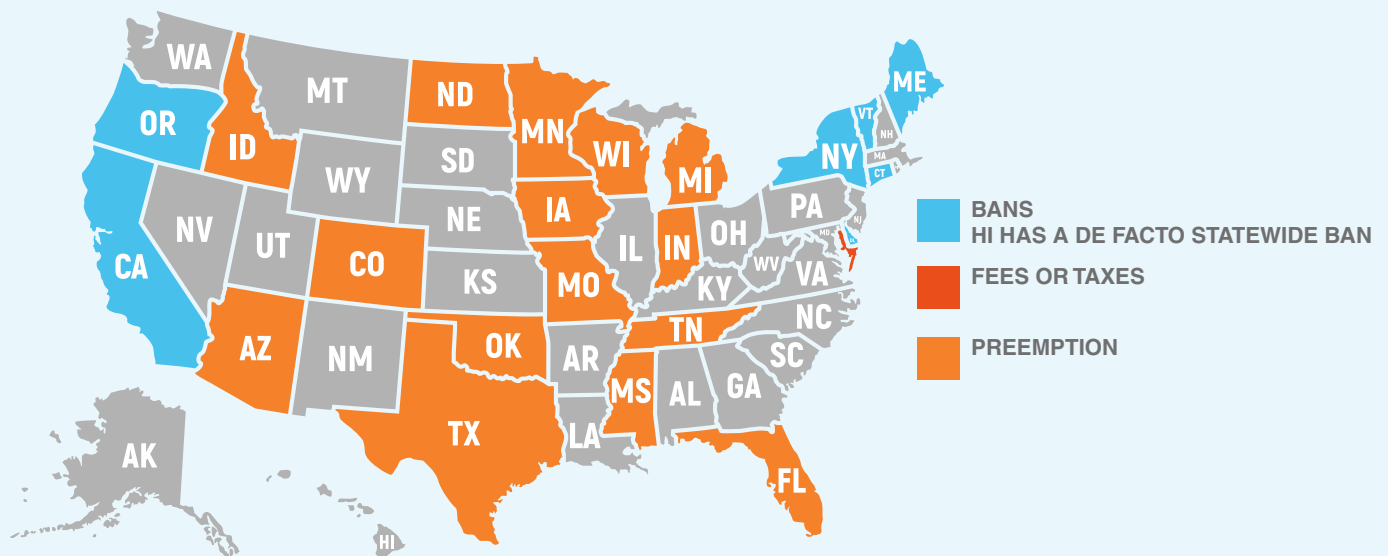 WA
MT
ND
MN
OR
ID
WY
SD
WI
MI
ME
VT
NH
NY
MA
CT
NV
UT
CO
NE
IA
IL
IN
OH
PA
NJ
MD
CA
KS
MO
KY
WV
VA
AZ
NM
OK
AR
TN
NC
SC
TX
LA
MS
AL
GA
FL
AK
HI
BANS
HI HAS A DE FACTO STATEWIDE BAN
FEES OR TAXES
PREEMPTION